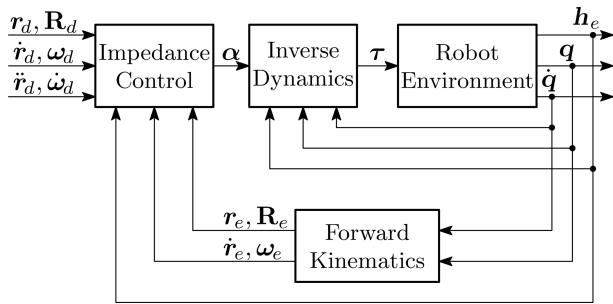 r_d, R_d
ṙ_d, ω_d
r̈_d, ω̇_d
Impedance
Control
α
Inverse
Dynamics
τ
Robot
Environment
h_e
q
q̇
r_e, R_e
ṙ_e, ω_e
Forward
Kinematics